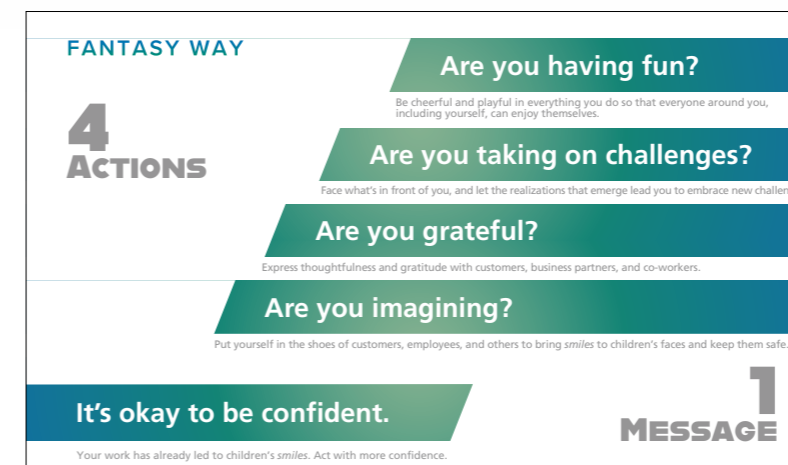 FANTASY WAY
4
ACTIONS
Are you having fun?
Be cheerful and playful in everything you do so that everyone around you,
including yourself, can enjoy themselves.
Are you taking on challenges?
Face what's in front of you, and let the realizations that emerge lead you to embrace new
Are you grateful?
Express thoughtfulness and gratitude with customers, business partners, and co-workers.
Are you imagining?
Put yourself in the shoes of customers, employees, and others to bring smiles to children's faces and keep them safe.
It's okay to be confident.
Your work has already led to children's smiles. Act with more confidence.
1
MESSAGE